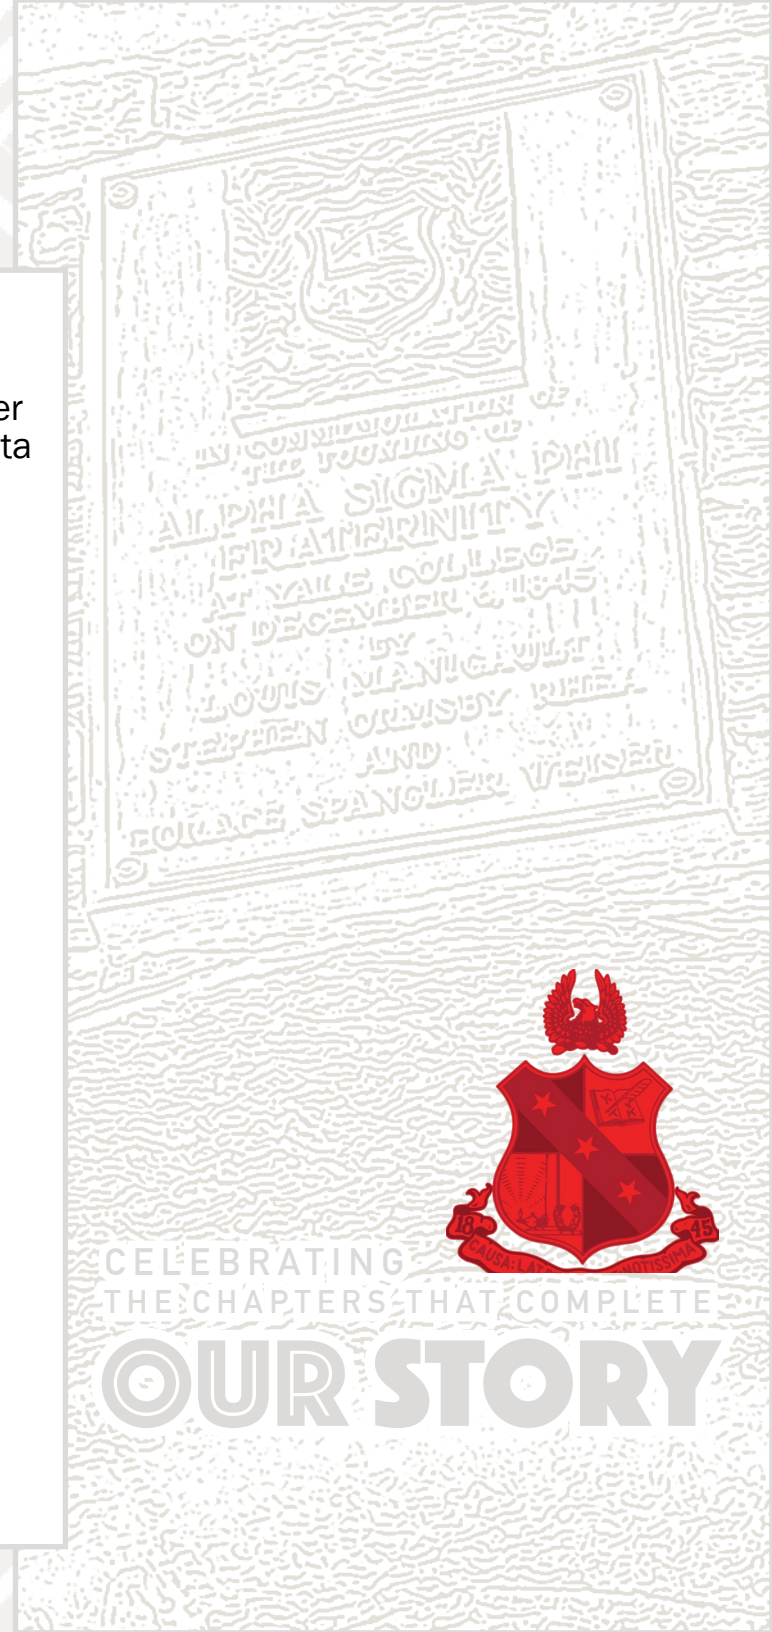 er
ta
IN COMMEMORATION OF
THE FOUNDING OF
ALPHA SIGMA PHI
FRATERNITY
AT YALE COLLEGE
ON DECEMBER 6, 1845
BY
LOUIS MANIGAULT
STEPHEN ORMSBY RHEA
AND
HORACE SPANGLER WEISER
18 45
CAUSA: LAT NOTISSIMA
CELEBRATING
THE CHAPTERS THAT COMPLETE
OUR STORY